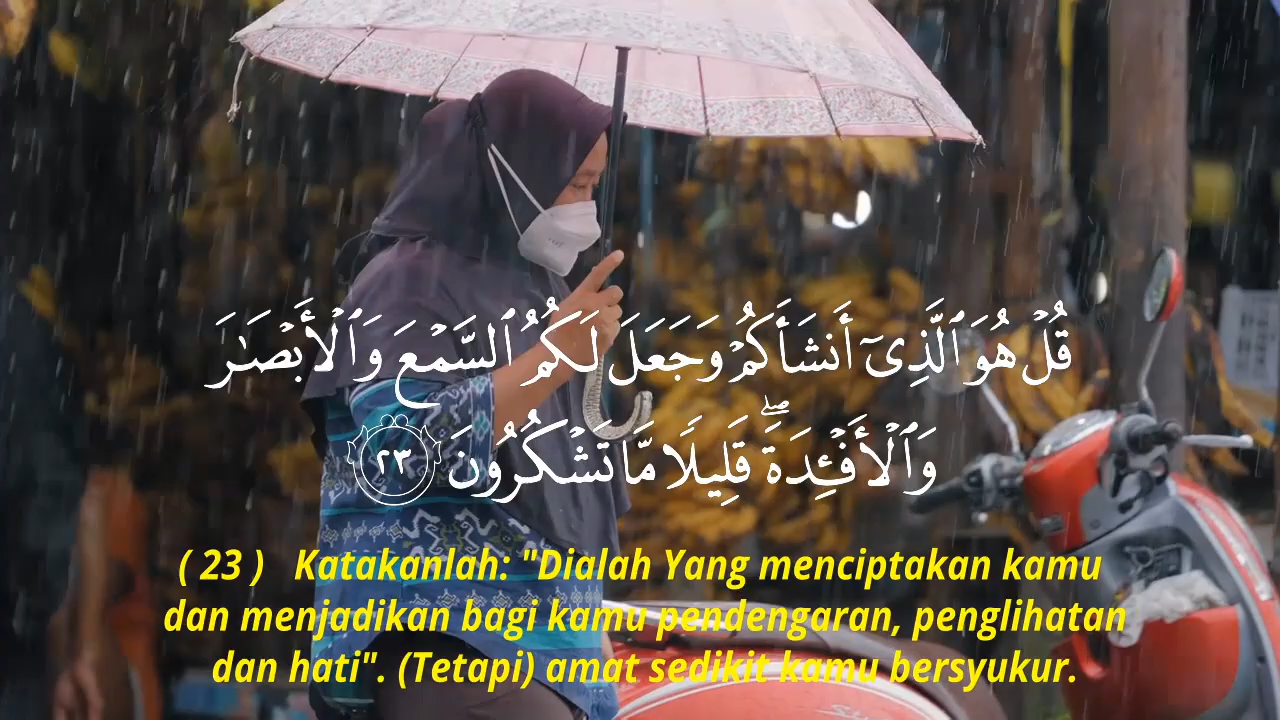 قُلۡ هُوَ ٱلَّذِىٓ أَنشَأَكُمۡ وَجَعَلَ لَكُمُ ٱلسَّمۡعَ وَٱلۡأَبۡصَـٰرَ
وَٱلۡأَفۡـِٔدَةَۖ قَلِيلًا مَّا تَشۡكُرُونَ ٢٣
( 23 ) Katakanlah: "Dialah Yang menciptakan kamu
dan menjadikan bagi kamu pendengaran, penglihatan
dan hati". (Tetapi) amat sedikit kamu bersyukur.